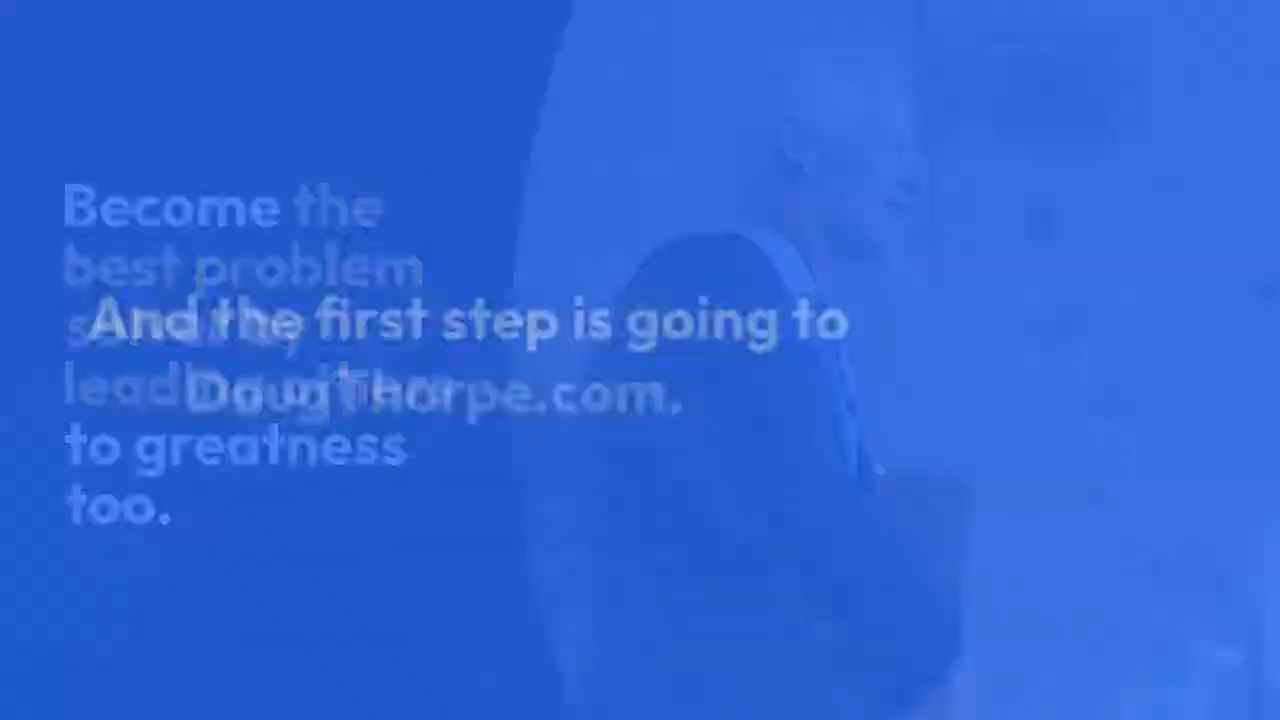 Become the
best problem
And the first step is going to
DougThorpe.com.
to greatness
too.